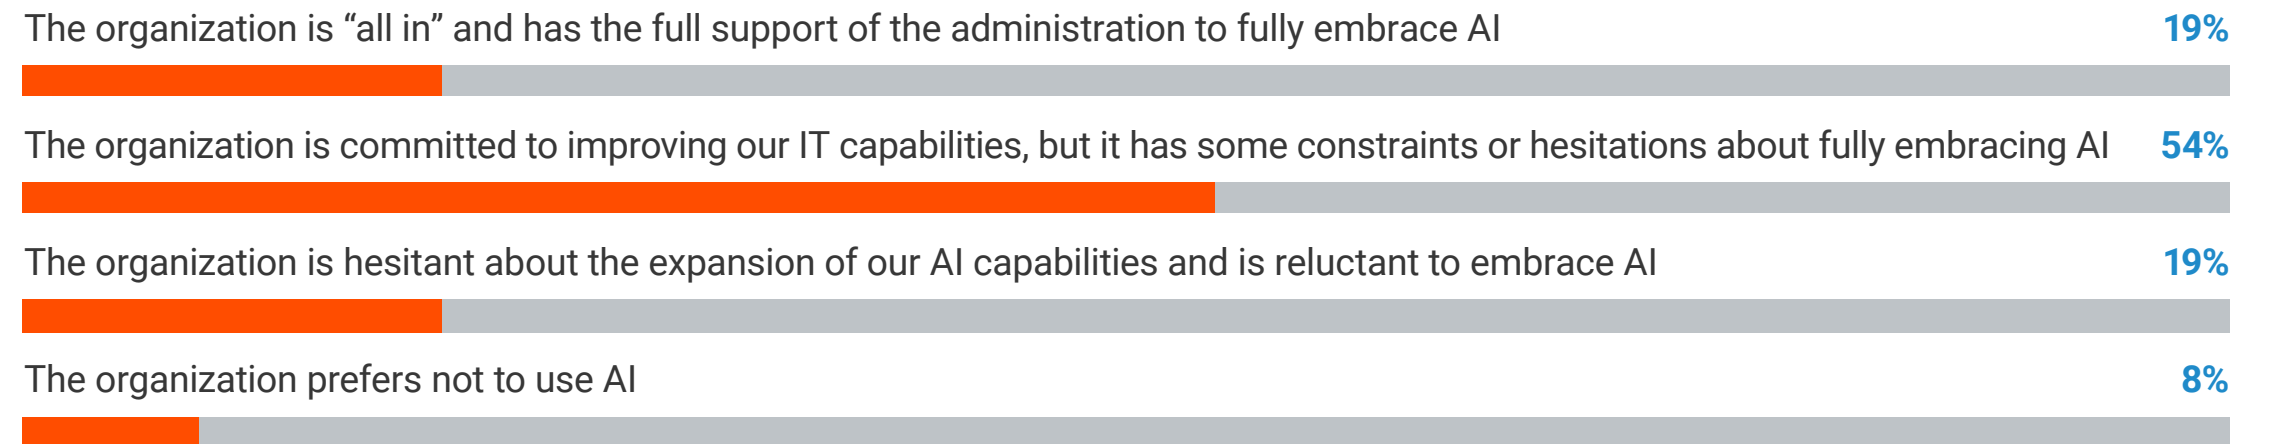 The organization is “all in” and has the full support of the administration to fully embrace AI 19%
The organization is committed to improving our IT capabilities, but it has some constraints or hesitations about fully embracing AI 54%
The organization is hesitant about the expansion of our AI capabilities and is reluctant to embrace AI 19%
The organization prefers not to use AI 8%